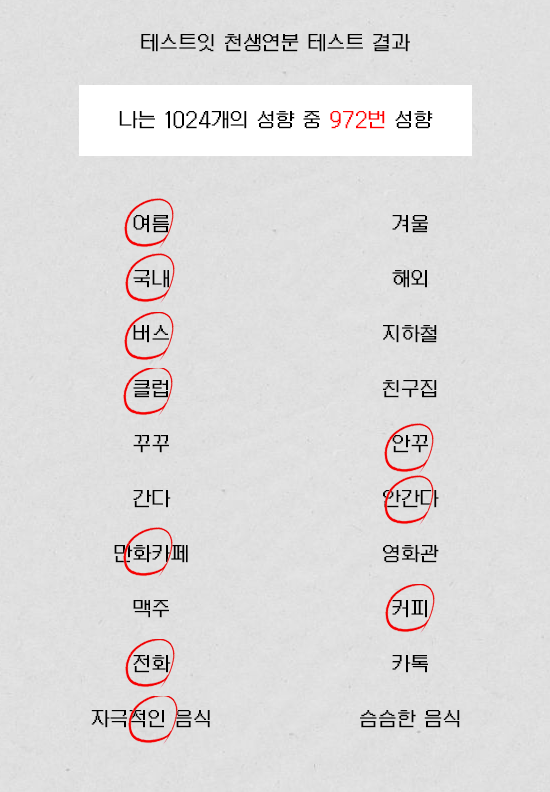 테스트잇 천생연분 테스트 결과
나는 1024개의 성향 중 972번 성향
여름 겨울
국내 해외
버스 지하철
클럽 친구집
꾸꾸 안꾸
간다 안간다
만화카페 영화관
맥주 커피
전화 카톡
자극적인 음식 슴슴한 음식